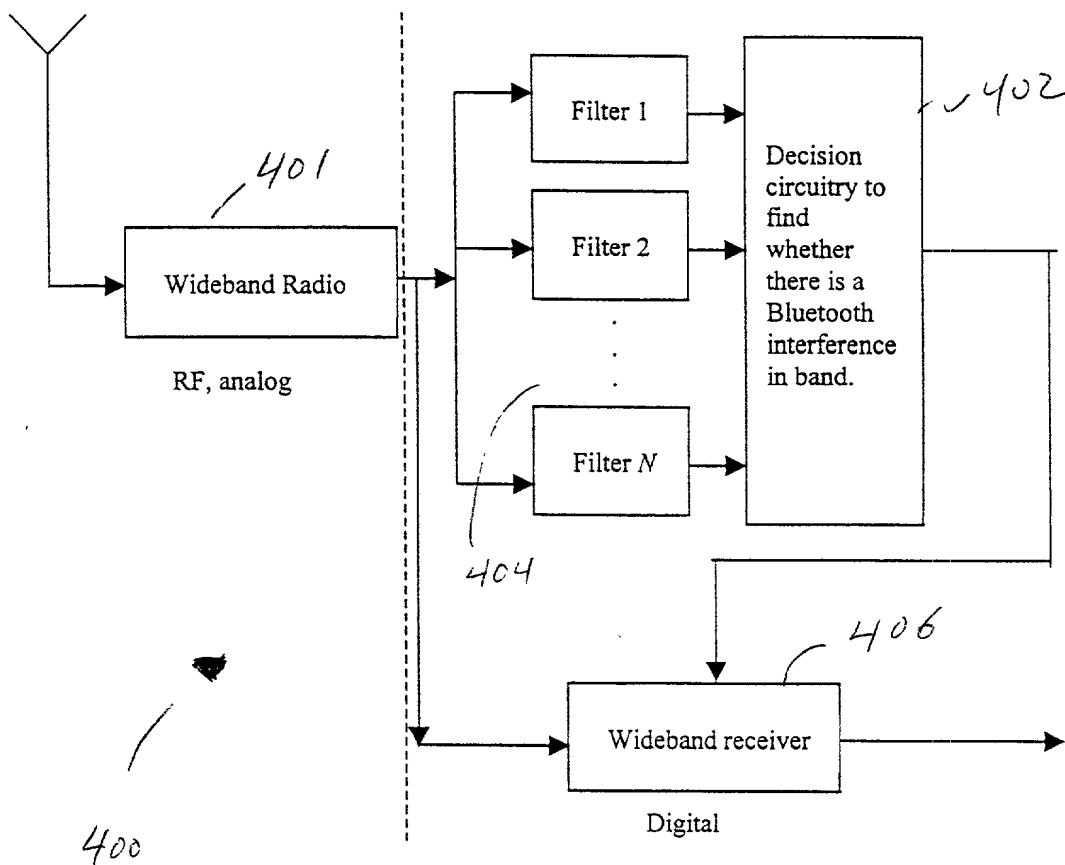 Filter 1
402
Decision
circuitry to
find
whether
there is a
Bluetooth
interference
in band.
401
Filter 2
Wideband Radio
RF, analog
404
Filter N
406
Wideband receiver
Digital
400